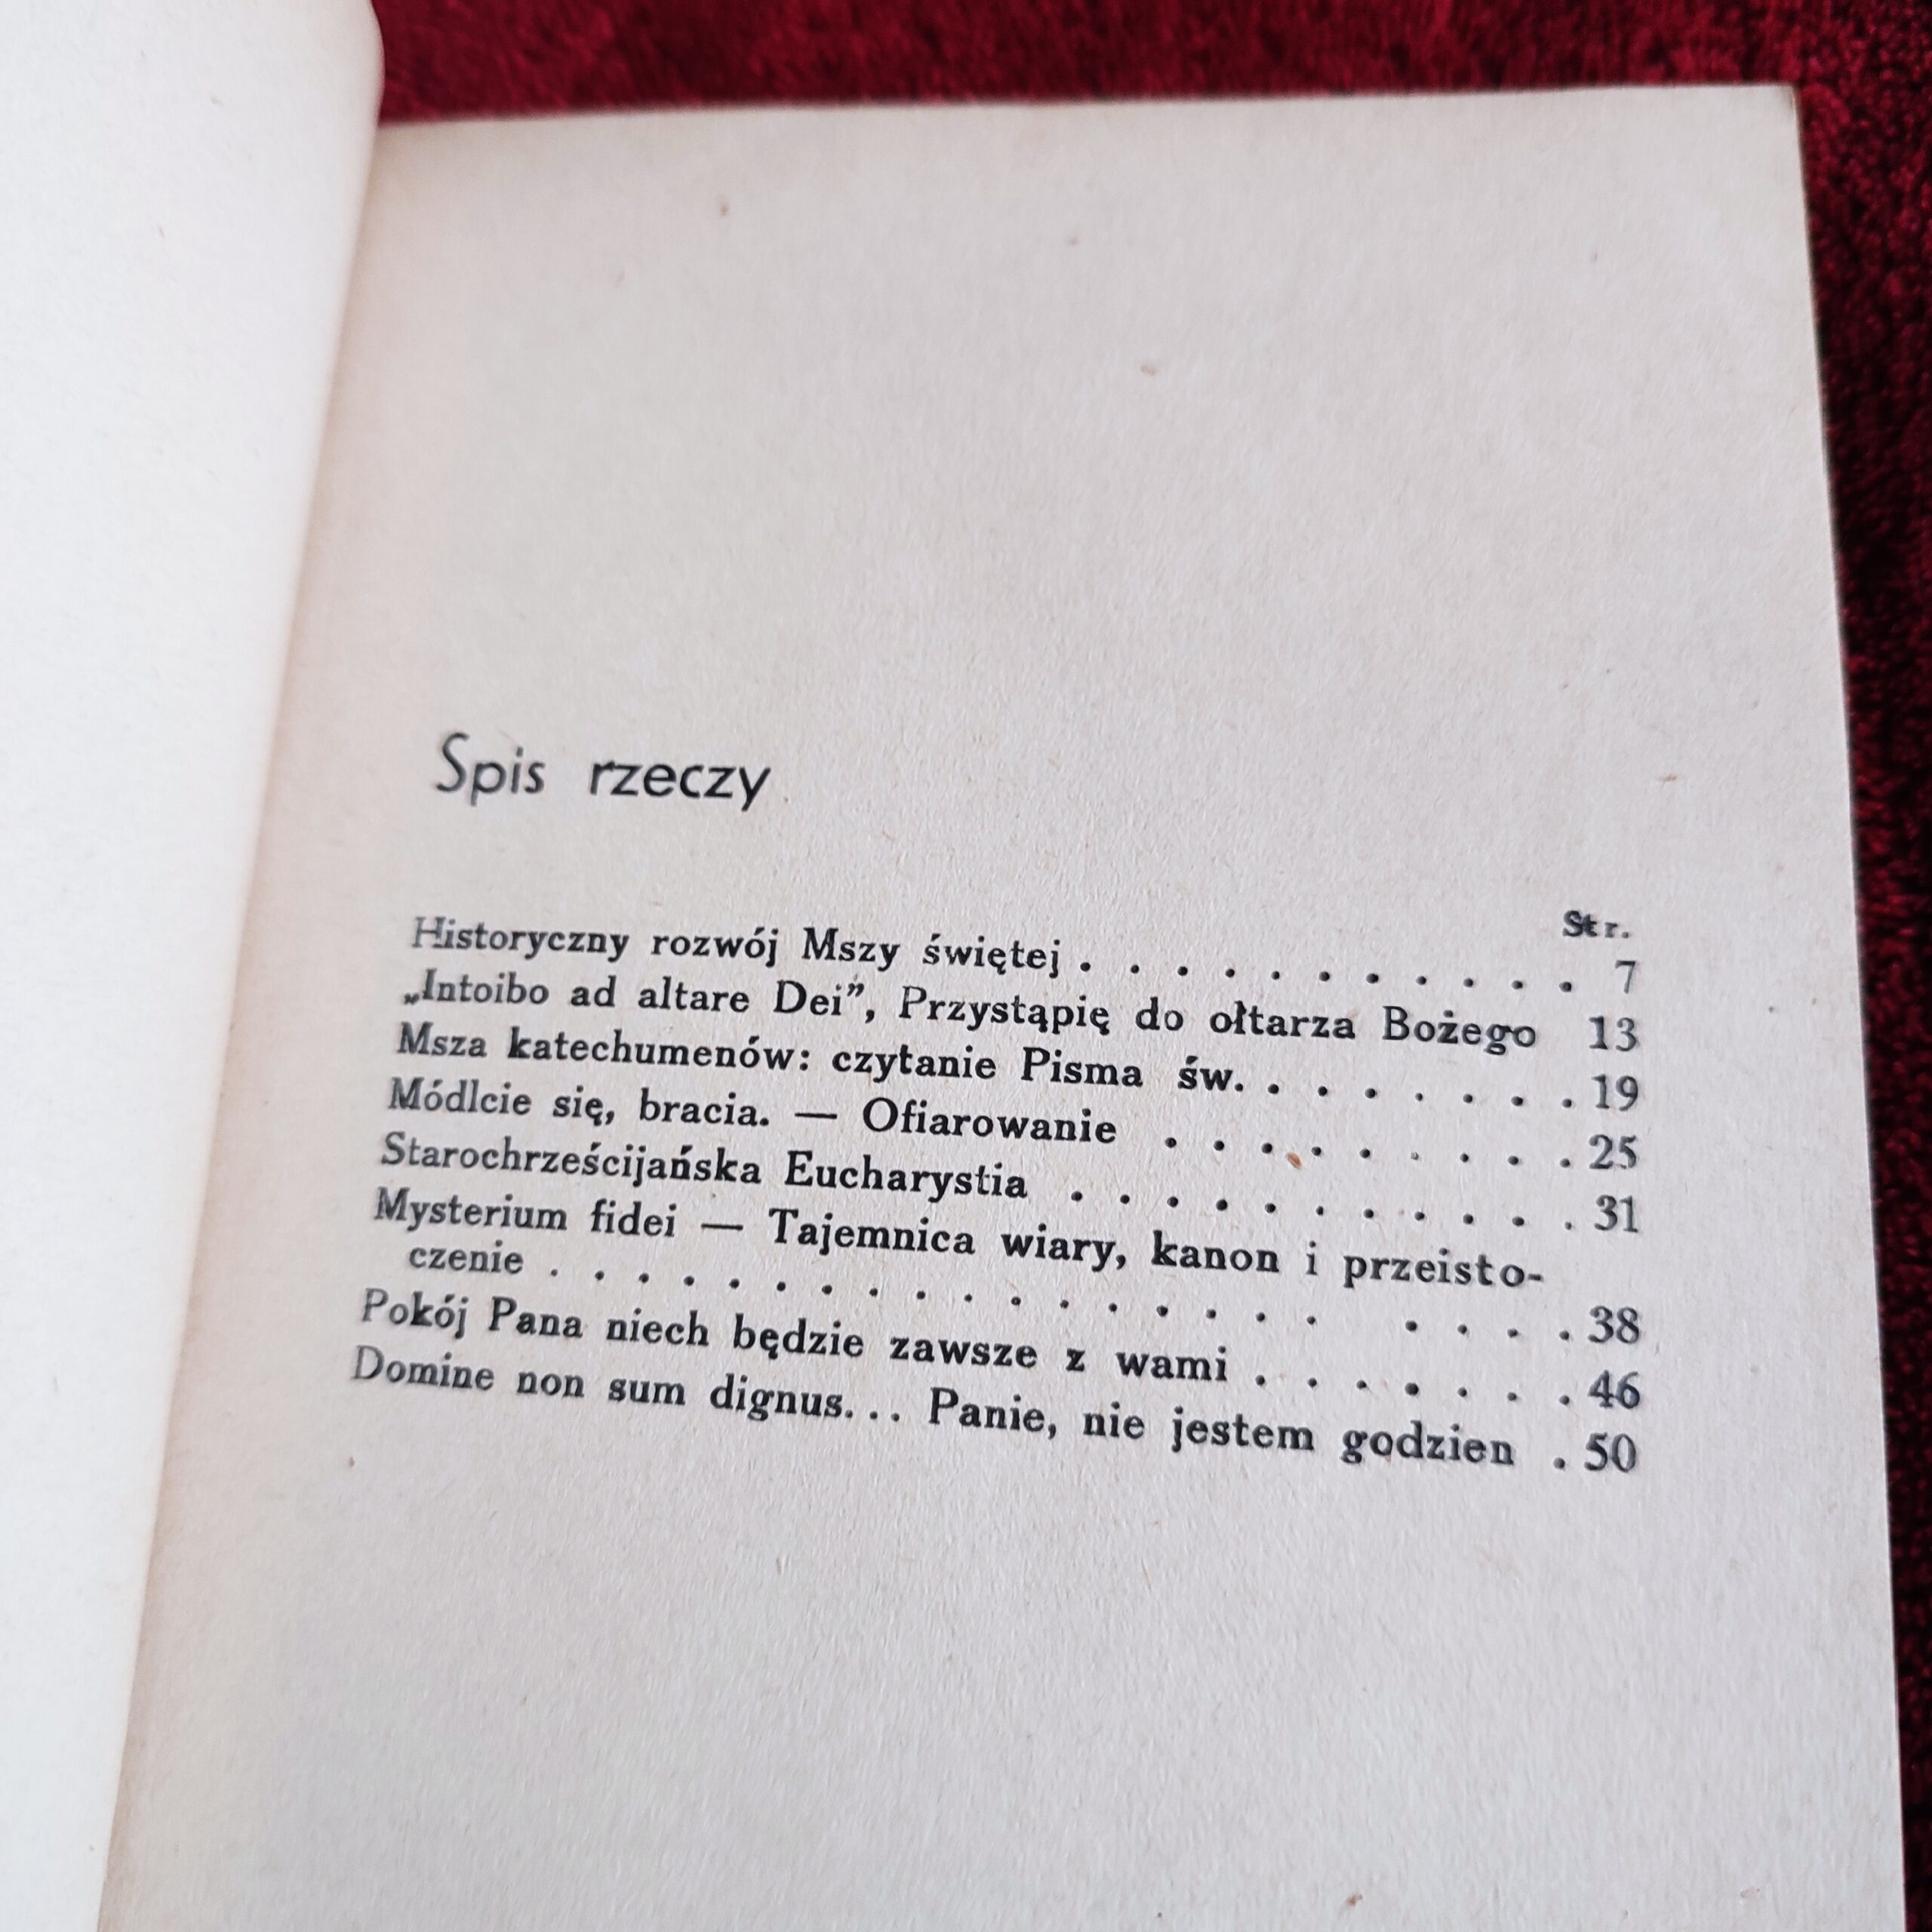 Spis rzeczy
Str.
Historyczny rozwój Mszy świętej . . . . . . . . . . . 7
„Intoibo ad altare Dei”, Przystąpię do ołtarza Bożego 13
Msza katechumenów: czytanie Pisma św. . . . . . . . 19
Módlcie się, bracia. — Ofiarowanie . . . . . . . . . 25
Starochrześcijańska Eucharystia . . . . . . . . . . . 31
Mysterium fidei — Tajemnica wiary, kanon i przeisto-
czenie . . . . . . . . . . . . . . . . . . . . . 38
Pokój Pana niech będzie zawsze z wami . . . . . . . 46
Domine non sum dignus... Panie, nie jestem godzien . 50